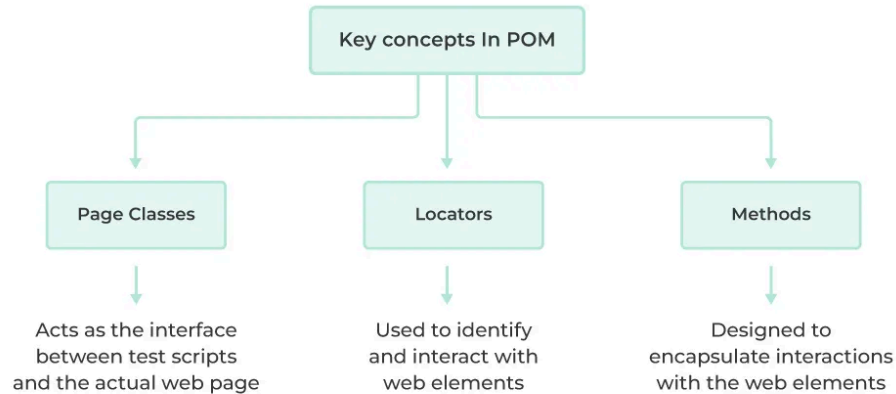 Key concepts In POM
Page Classes
Locators
Methods
Acts as the interface
between test scripts
and the actual web page
Used to identify
and interact with
web elements
Designed to
encapsulate interactions
with the web elements